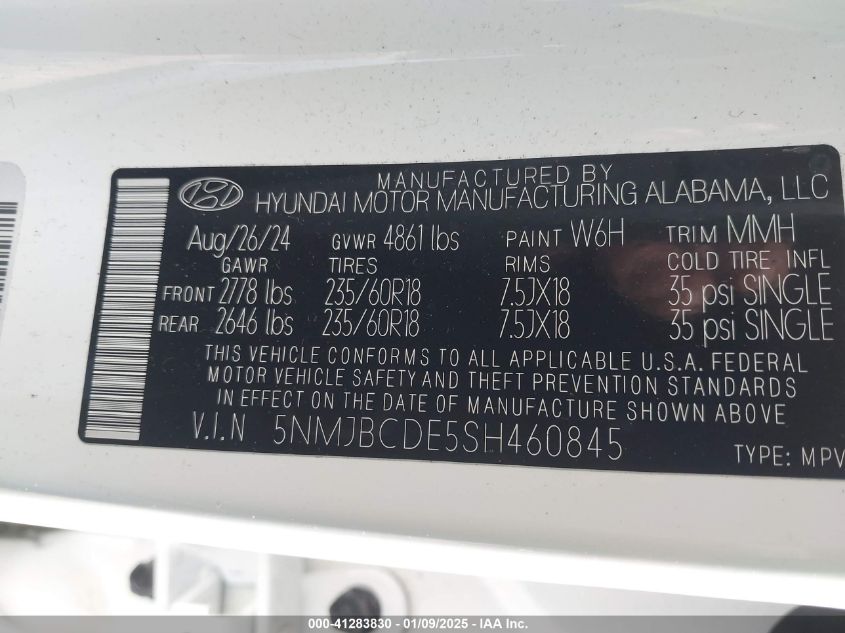 MANUFACTURED BY
HYUNDAI MOTOR MANUFACTURING ALABAMA, LLC
Aug/26/24 GVWR 4861 lbs PAINT W6H TRIM MMH
GAWR TIRES RIMS COLD TIRE INFL
FRONT 2778 lbs 235/60R18 7.5JX18 35 psi SINGLE
REAR 2646 lbs 235/60R18 7.5JX18 35 psi SINGLE
THIS VEHICLE CONFORMS TO ALL APPLICABLE U.S.A. FEDERAL
MOTOR VEHICLE SAFETY AND THEFT PREVENTION STANDARDS
IN EFFECT ON THE DATE OF MANUFACTURE SHOWN ABOVE
V.I.N 5NMJBCDE5SH460845
TYPE: MPV
000-41283830 - 01/09/2025 - IAA Inc.